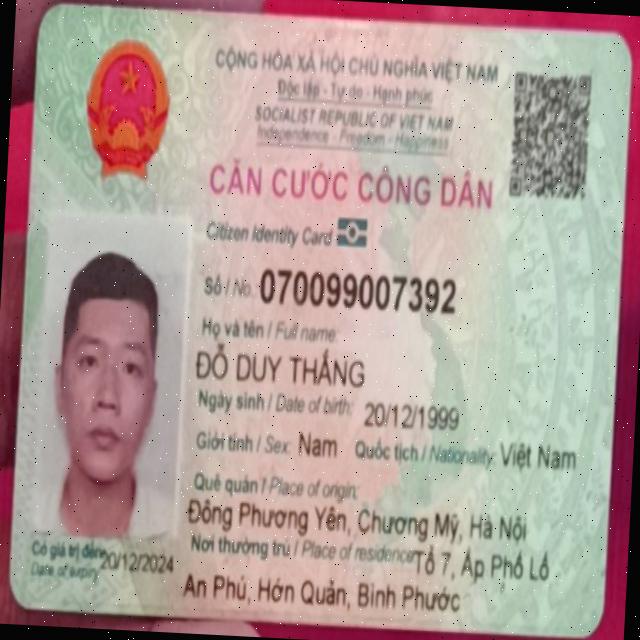 CỘNG HÒA XÃ HỘI CHỦ NGHĨA VIỆT NAM
Độc lập - Tự do - Hạnh phúc
SOCIALIST REPUBLIC OF VIET NAM
Independence - Freedom - Happiness
CĂN CƯỚC CÔNG DÂN
Citizen Identity Card
Số / No. 070099007392
Họ và tên / Full name:
ĐỖ DUY THẮNG
Ngày sinh / Date of birth: 20/12/1999
Giới tính / Sex: Nam Quốc tịch / Nationality: Việt Nam
Quê quán / Place of origin:
Đông Phương Yên, Chương Mỹ, Hà Nội
Nơi thường trú / Place of residence: Tổ 7, Ấp Phố Lố
An Phú, Hớn Quản, Bình Phước
Có giá trị đến: 20/12/2024
Date of expiry